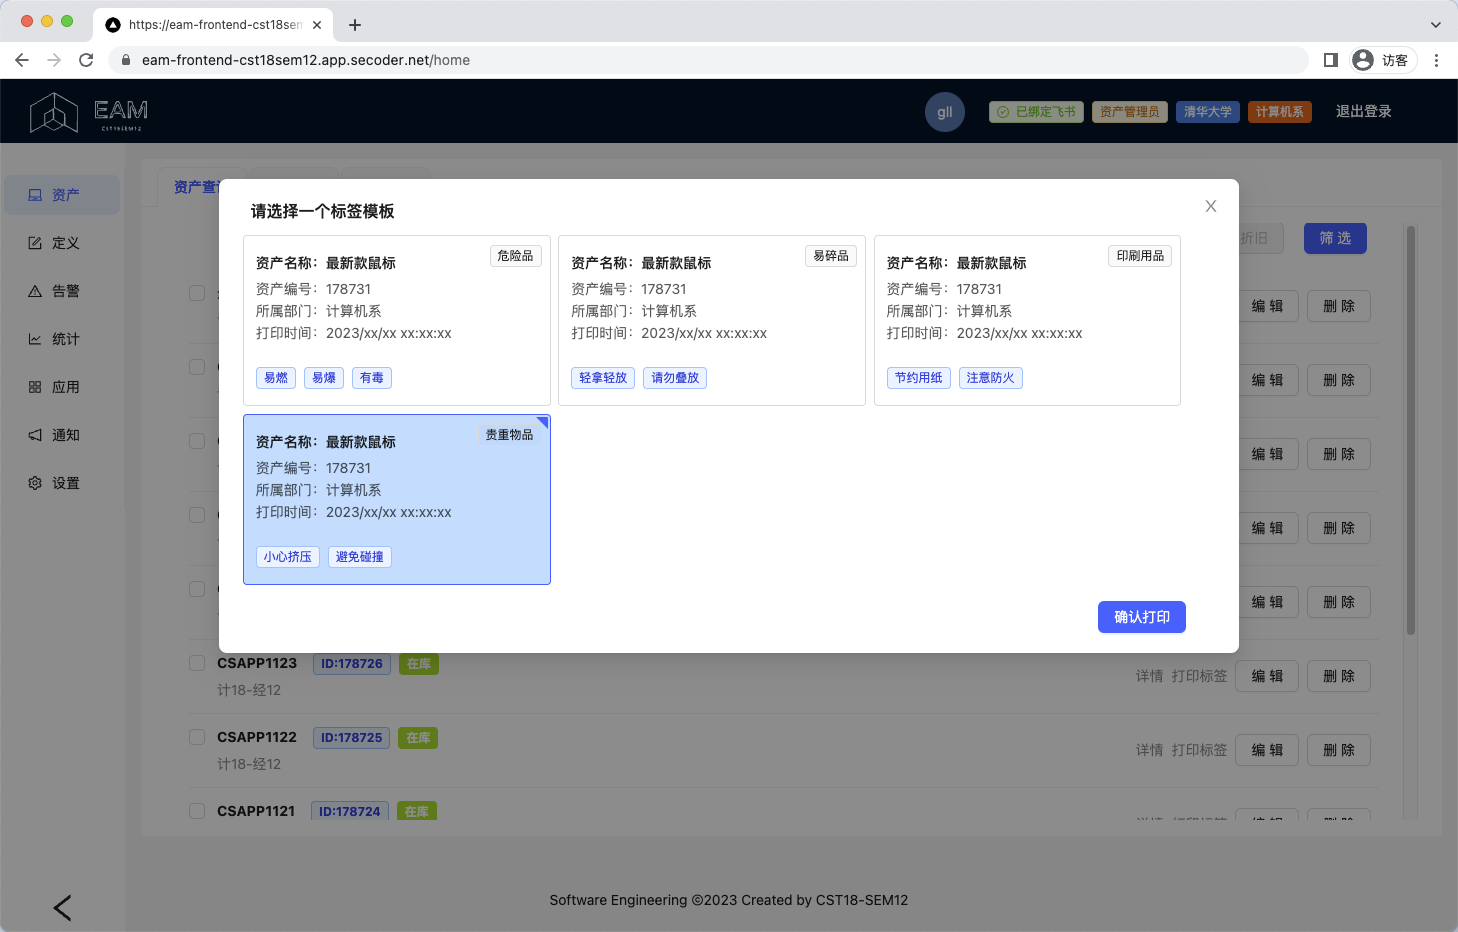 https://eam-frontend-cst18sem
eam-frontend-cst18sem12.app.secoder.net/home
访客
EAM
CST18SEM12
gll
已绑定飞书
资产管理员
清华大学
计算机系
退出登录
资产
定义
告警
统计
应用
通知
设置
资产查
折旧
筛 选
请选择一个标签模板
资产名称：最新款鼠标
危险品
资产编号：178731
所属部门：计算机系
打印时间：2023/xx/xx xx:xx:xx
易燃
易爆
有毒
资产名称：最新款鼠标
易碎品
资产编号：178731
所属部门：计算机系
打印时间：2023/xx/xx xx:xx:xx
轻拿轻放
请勿叠放
资产名称：最新款鼠标
印刷用品
资产编号：178731
所属部门：计算机系
打印时间：2023/xx/xx xx:xx:xx
节约用纸
注意防火
资产名称：最新款鼠标
贵重物品
资产编号：178731
所属部门：计算机系
打印时间：2023/xx/xx xx:xx:xx
小心挤压
避免碰撞
确认打印
编 辑
删 除
编 辑
删 除
编 辑
删 除
编 辑
删 除
编 辑
删 除
CSAPP1123
ID:178726
在库
计18-经12
详情
打印标签
编 辑
删 除
CSAPP1122
ID:178725
在库
计18-经12
详情
打印标签
编 辑
删 除
CSAPP1121
ID:178724
在库
详情
打印标签
编 辑
删 除
Software Engineering ©2023 Created by CST18-SEM12